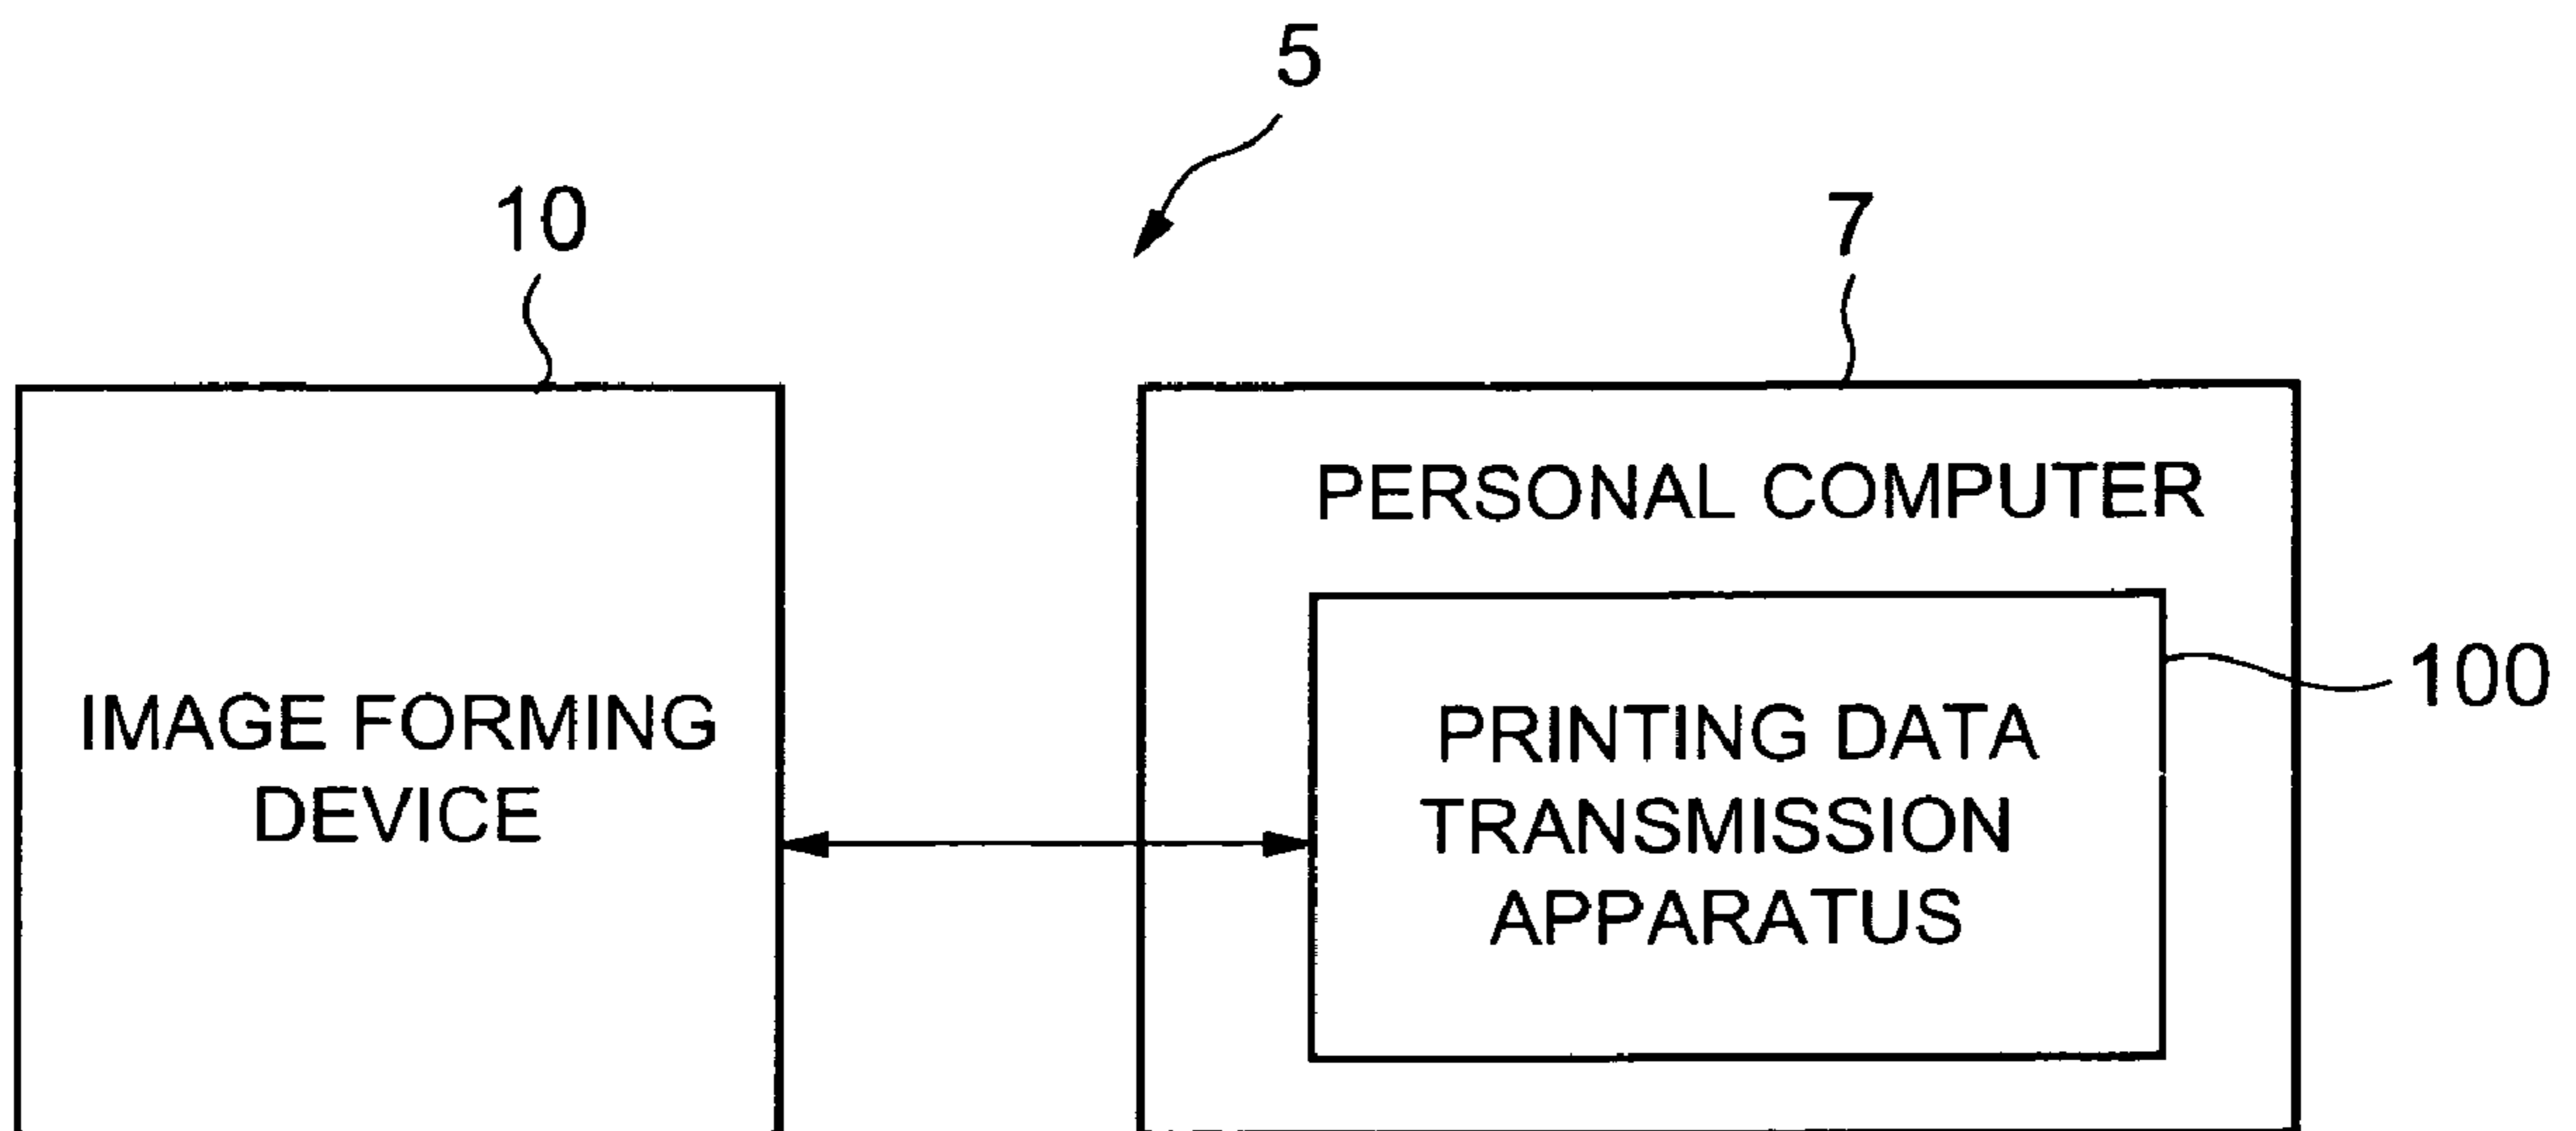 5
10
7
PERSONAL COMPUTER
IMAGE FORMING
DEVICE
PRINTING DATA
TRANSMISSION
APPARATUS
100